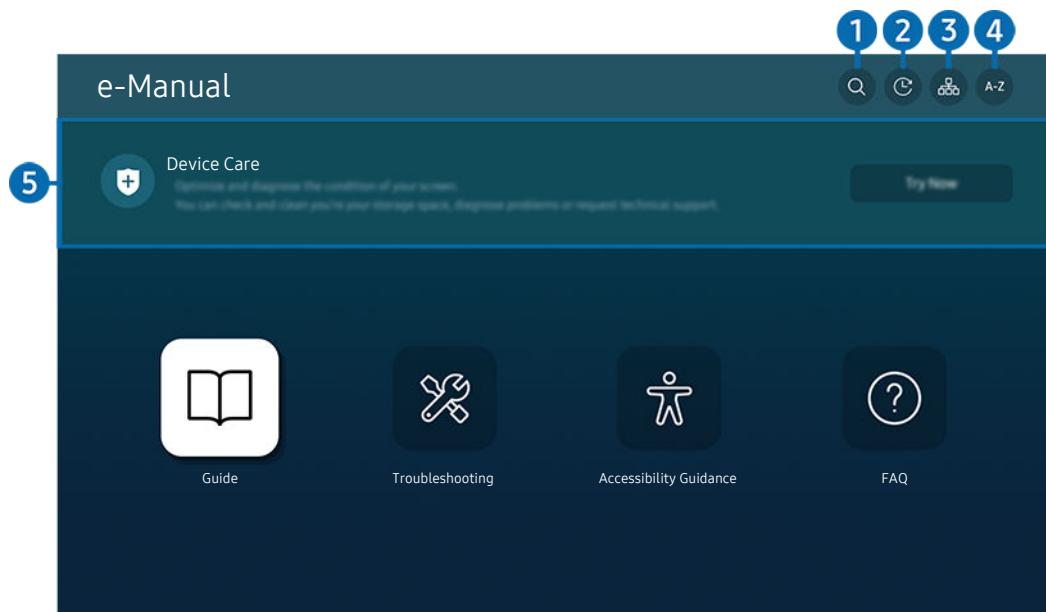 1 2 3 4
e-Manual
A-Z
5
Device Care
Optimize and diagnose the condition of your screen.
You can check and clean you're your storage space, diagnose problems or request technical support.
Try Now
Guide
Troubleshooting
Accessibility Guidance
FAQ